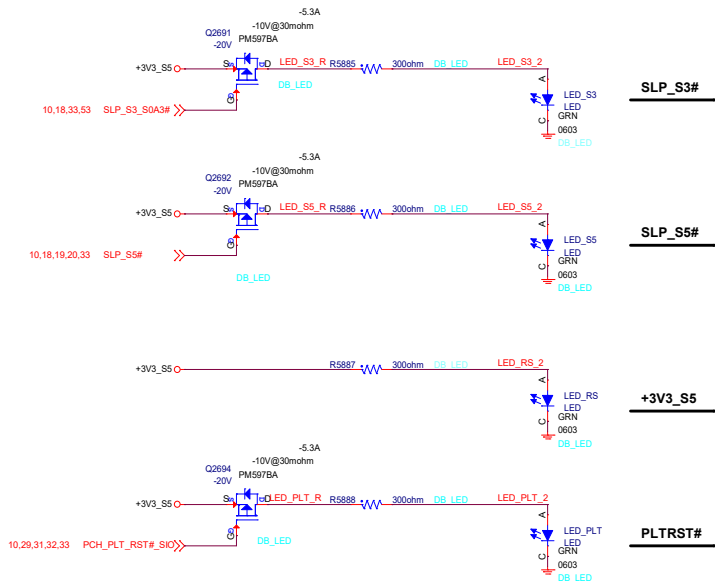 -5.3A
-10V@30mohm
Q2691
PM597BA
-20V
+3V3_S5
S
D
G
LED_S3_R
R5885
300ohm
DB_LED
LED_S3_2
DB_LED
A
LED_S3
LED
C
GRN
0603
DB_LED
SLP_S3#
10,18,33,53 SLP_S3_S0A3#
-5.3A
-10V@30mohm
Q2692
PM597BA
-20V
+3V3_S5
S
D
G
LED_S5_R
R5886
300ohm
DB_LED
LED_S5_2
A
LED_S5
LED
C
GRN
0603
DB_LED
SLP_S5#
10,18,19,20,33 SLP_S5#
DB_LED
+3V3_S5
R5887
300ohm
DB_LED
LED_RS_2
A
LED_RS
LED
C
GRN
0603
DB_LED
+3V3_S5
-5.3A
-10V@30mohm
Q2694
PM597BA
-20V
+3V3_S5
S
D
G
LED_PLT_R
R5888
300ohm
DB_LED
LED_PLT_2
A
LED_PLT
LED
C
GRN
0603
DB_LED
PLTRST#
10,29,31,32,33 PCH_PLT_RST#_SIO
DB_LED